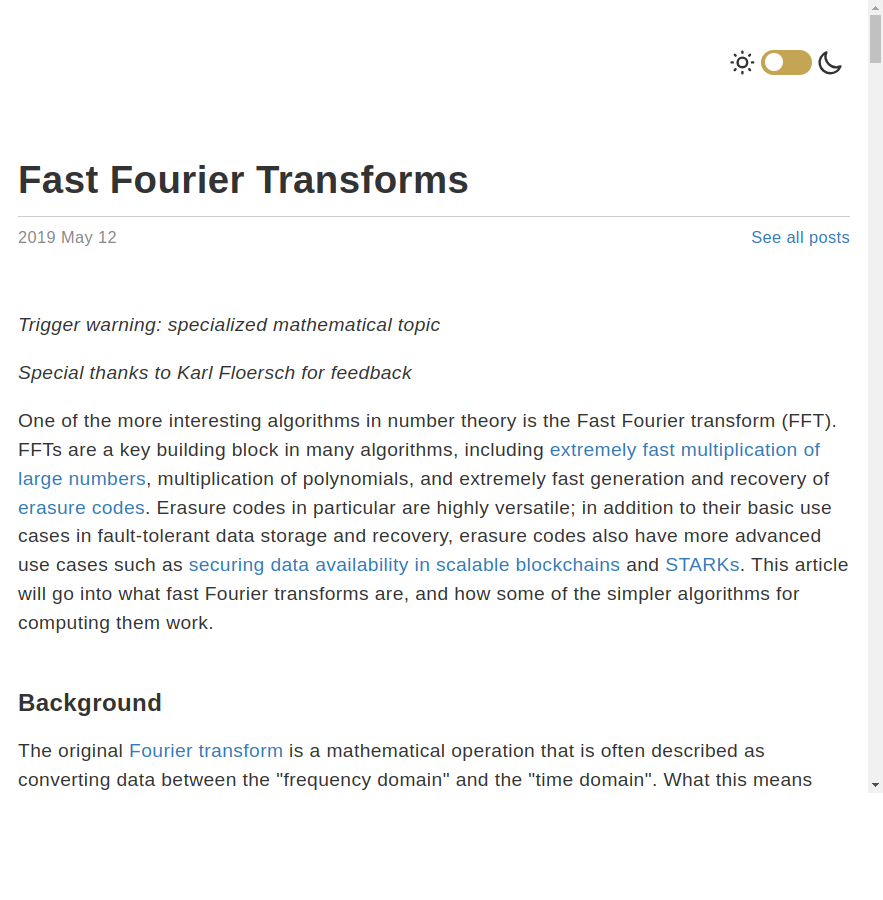 Fast Fourier Transforms
2019 May 12
See all posts
Trigger warning: specialized mathematical topic
Special thanks to Karl Floersch for feedback
One of the more interesting algorithms in number theory is the Fast Fourier transform (FFT).
FFTs are a key building block in many algorithms, including extremely fast multiplication of
large numbers, multiplication of polynomials, and extremely fast generation and recovery of
erasure codes. Erasure codes in particular are highly versatile; in addition to their basic use
cases in fault-tolerant data storage and recovery, erasure codes also have more advanced
use cases such as securing data availability in scalable blockchains and STARKs. This article
will go into what fast Fourier transforms are, and how some of the simpler algorithms for
computing them work.
Background
The original Fourier transform is a mathematical operation that is often described as
converting data between the "frequency domain" and the "time domain". What this means